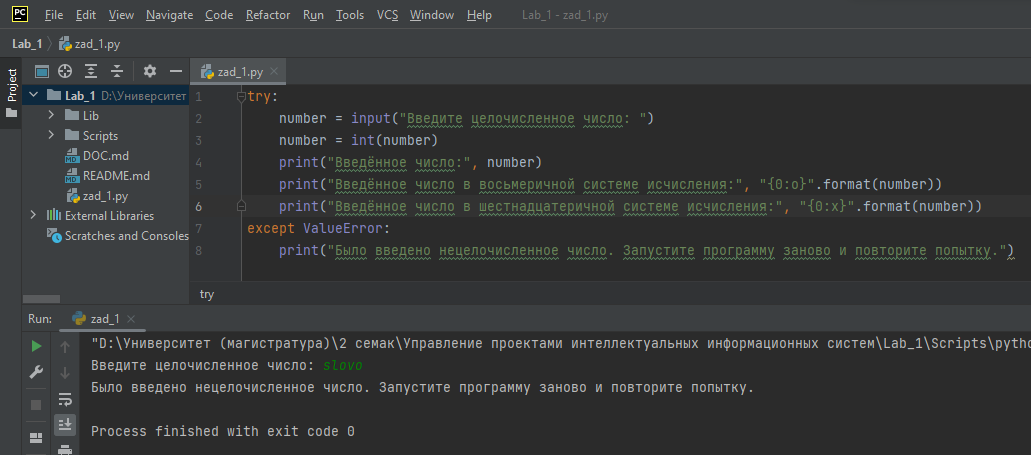 PC File Edit View Navigate Code Refactor Run Tools VCS Window Help Lab_1 - zad_1.py
Lab_1 zad_1.py
Project
zad_1.py
Lab_1 D:\Университет
Lib
Scripts
DOC.md
README.md
zad_1.py
External Libraries
Scratches and Consoles
1 try:
2 number = input("Введите целочисленное число: ")
3 number = int(number)
4 print("Введённое число:", number)
5 print("Введённое число в восьмеричной системе исчисления:", "{0:o}".format(number))
6 print("Введённое число в шестнадцатеричной системе исчисления:", "{0:x}".format(number))
7 except ValueError:
8 print("Было введено нецелочисленное число. Запустите программу заново и повторите попытку.")
try
Run: zad_1
"D:\Университет (магистратура)\2 семак\Управление проектами интеллектуальных информационных систем\Lab_1\Scripts\pytho
Введите целочисленное число: slovo
Было введено нецелочисленное число. Запустите программу заново и повторите попытку.
Process finished with exit code 0